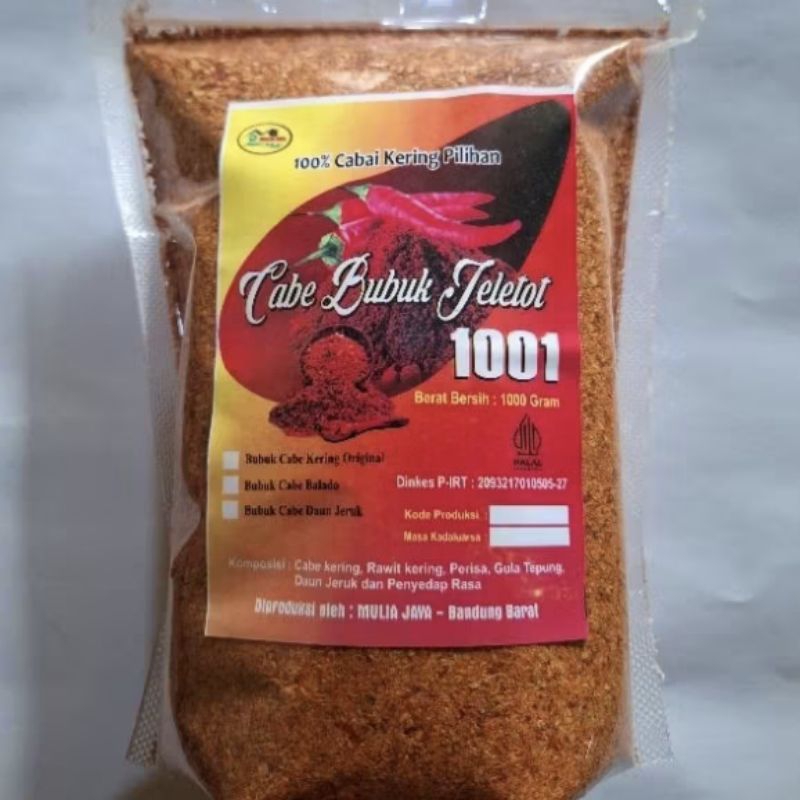 100% Cabai Kering Pilihan
Cabe Bubuk Jeletot
1001
Berat Bersih : 1000 Gram
HALAL
Bubuk Cabe Kering Original
Bubuk Cabe Balado
Bubuk Cabe Daun Jeruk
Dinkes P-IRT : 2093217010505-27
Kode Produksi :
Masa Kadaluarsa
Komposisi : Cabe kering, Rawit kering, Perisa, Gula Tepung,
Daun Jeruk dan Penyedap Rasa
Diproduksi oleh : MULIA JAYA – Bandung Barat